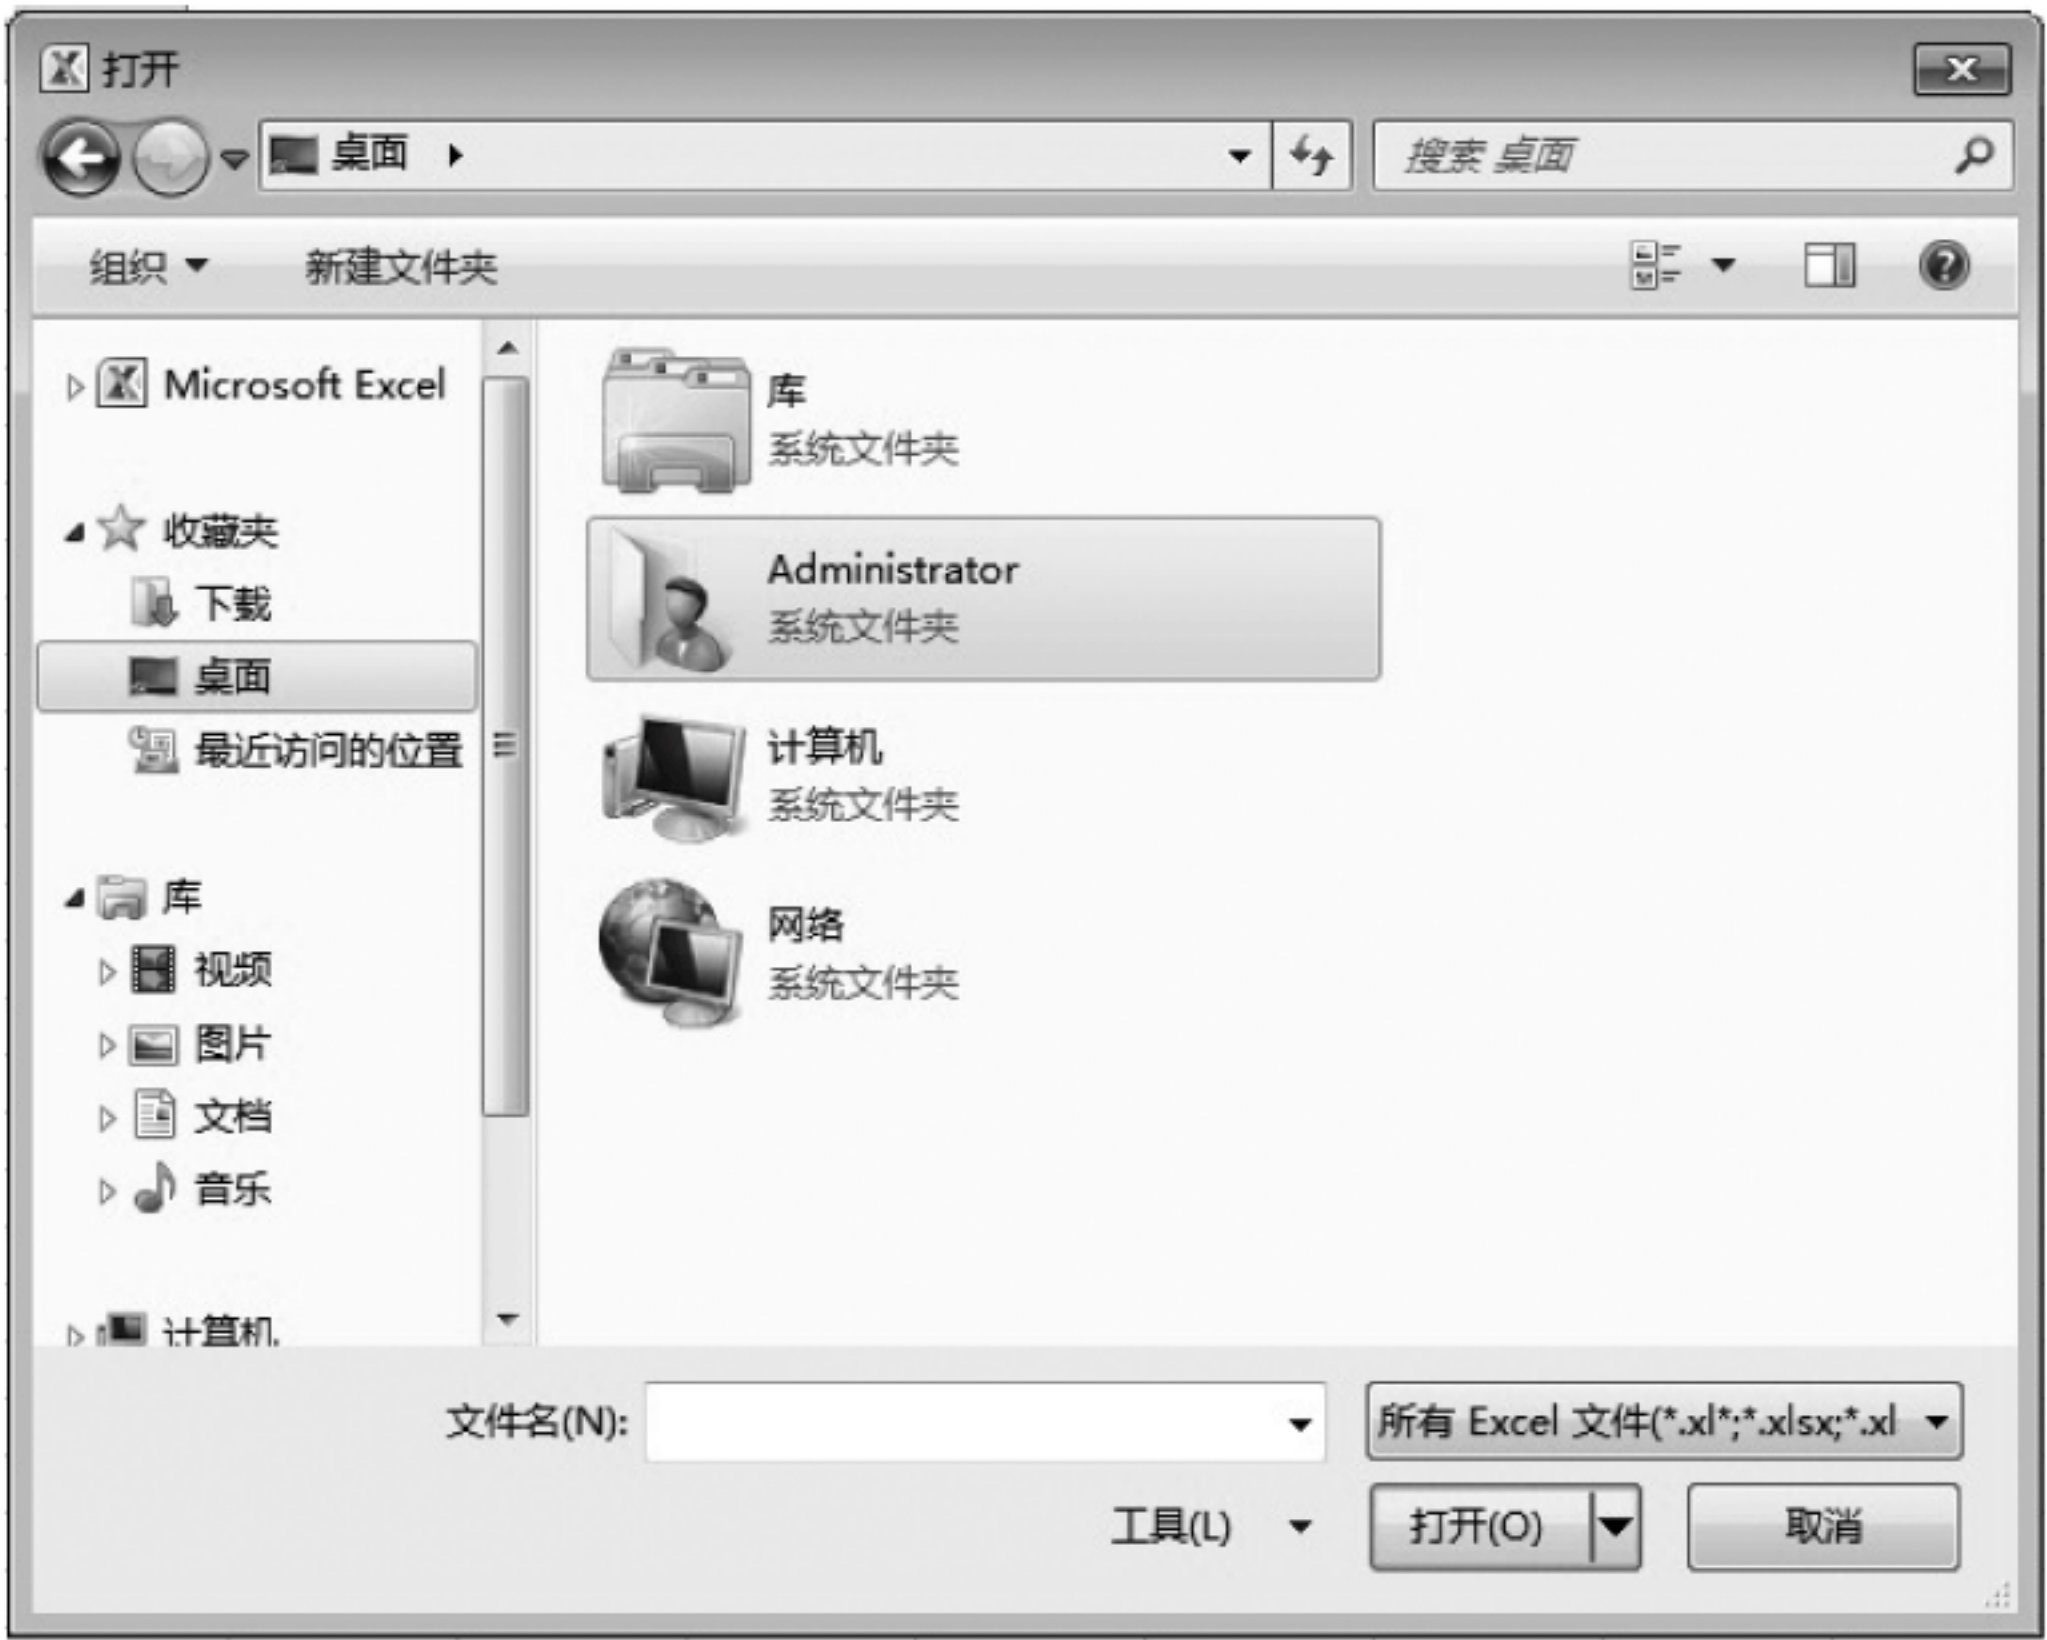 打开
桌面
搜索 桌面
组织
新建文件夹
Microsoft Excel
收藏夹
下载
桌面
最近访问的位置
库
视频
图片
文档
音乐
计算机
库
系统文件夹
Administrator
系统文件夹
计算机
系统文件夹
网络
系统文件夹
文件名(N):
所有 Excel 文件(*.xl*;*.xlsx;*.xl
工具(L)
打开(O)
取消